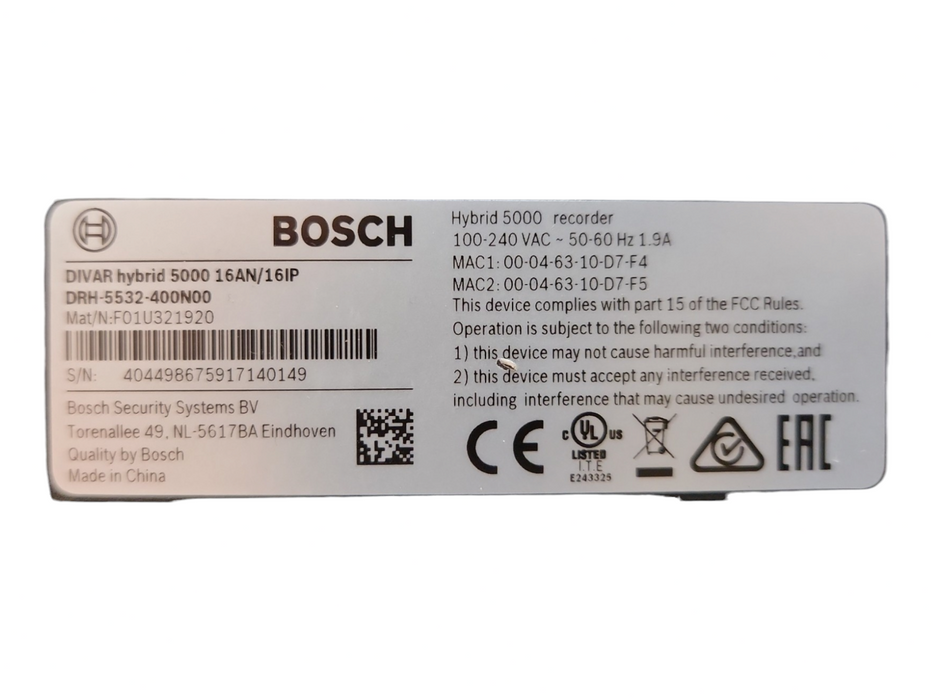 BOSCH
DIVAR hybrid 5000 16AN/16IP
DRH-5532-400N00
Mat/N:F01U321920
S/N: 404498675917140149
Bosch Security Systems BV
Torenallee 49, NL-5617BA Eindhoven
Quality by Bosch
Made in China
Hybrid 5000 recorder
100-240 VAC ~ 50-60 Hz 1.9A
MAC1: 00-04-63-10-D7-F4
MAC2: 00-04-63-10-D7-F5
This device complies with part 15 of the FCC Rules.
Operation is subject to the following two conditions:
1) this device may not cause harmful interference,and
2) this device must accept any interference received,
including interference that may cause undesired operation.
CE
c UL US
LISTED
I.T.E
E243325
EAC